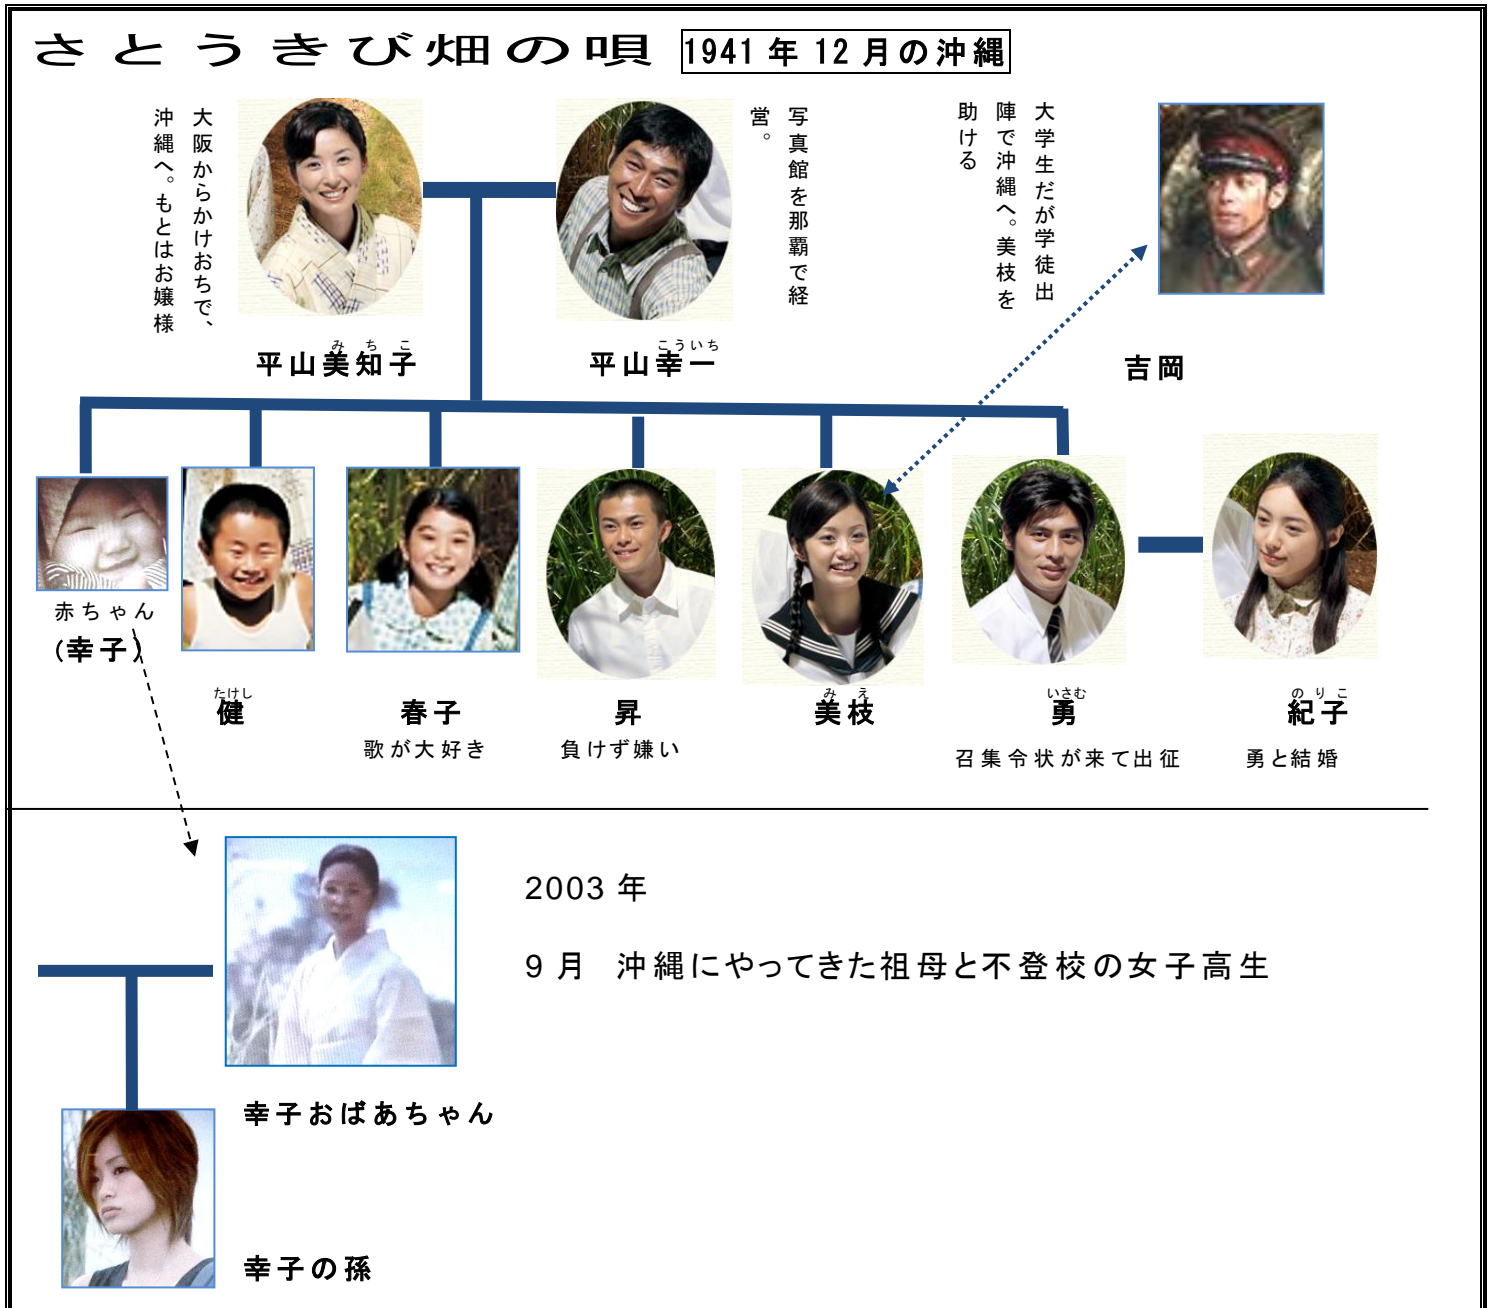 さとうきび畑の唄 1941年12月の沖縄
大阪からかけおちで、
沖縄へ。もとはお嬢様
写真館を那覇で経
営。
大学生だが学徒出
陣で沖縄へ。美枝を
助ける
みちこ
平山美知子
こういち
平山幸一
吉岡
赤ちゃん
(幸子)
たけし
健
春子
歌が大好き
昇
負けず嫌い
みえ
美枝
いさむ
勇
召集令状が来て出征
のりこ
紀子
勇と結婚
2003年
9月 沖縄にやってきた祖母と不登校の女子高生
幸子おばあちゃん
幸子の孫